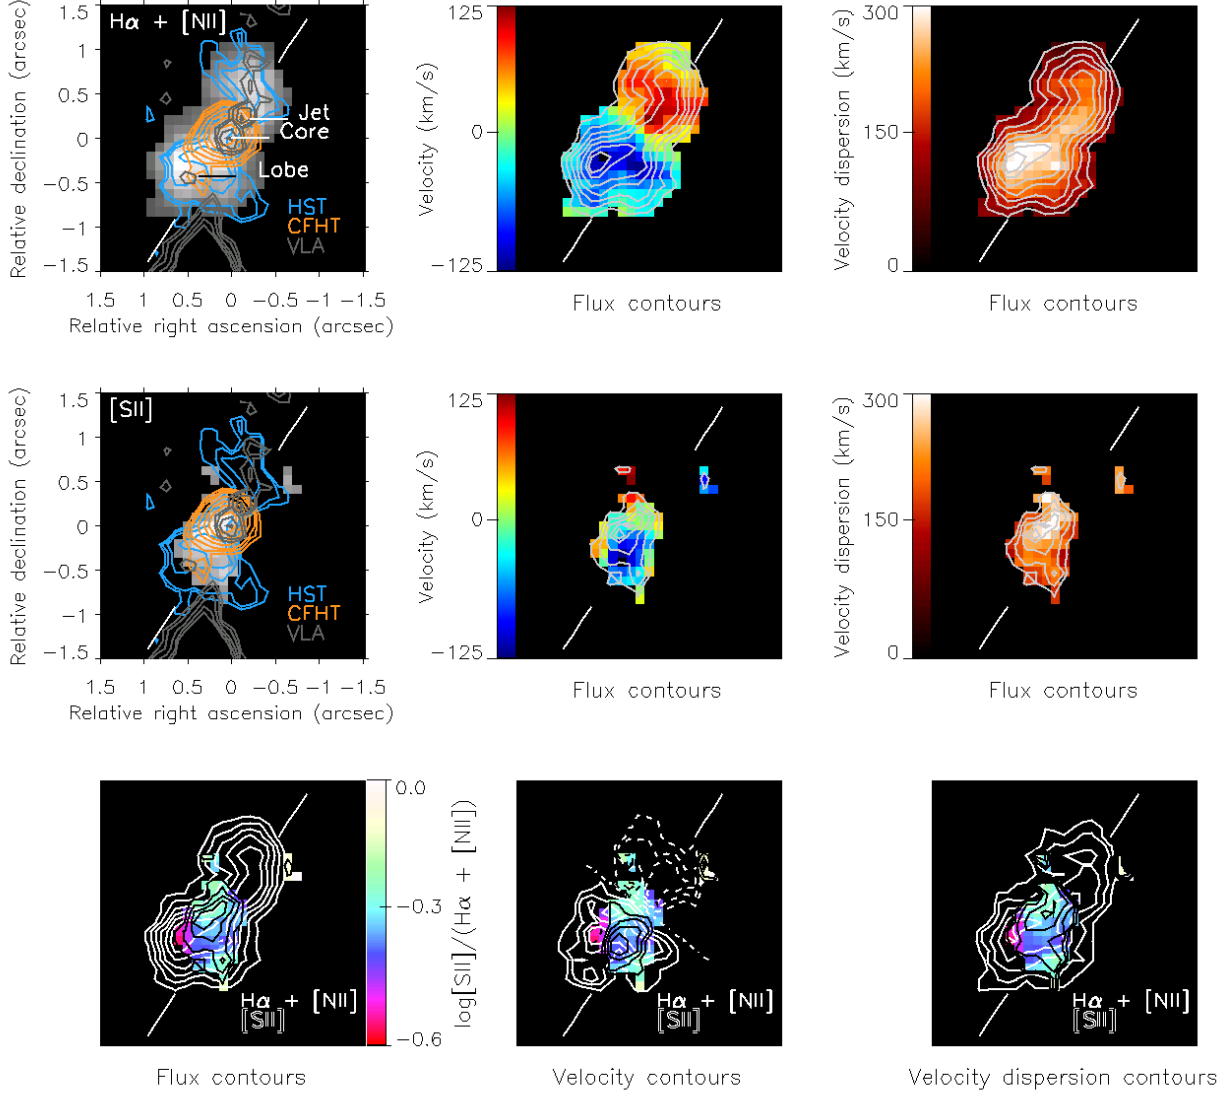 Hα + [NII]
Jet
Core
Lobe
HST
CFHT
VLA
Relative declination (arcsec)
1.5
1
0.5
0
−0.5
−1
−1.5
1.5 1 0.5 0 −0.5 −1 −1.5
Relative right ascension (arcsec)
Velocity (km/s)
125
0
−125
Flux contours
Velocity dispersion (km/s)
300
150
0
Flux contours
[SII]
HST
CFHT
VLA
Relative declination (arcsec)
1.5
1
0.5
0
−0.5
−1
−1.5
1.5 1 0.5 0 −0.5 −1 −1.5
Relative right ascension (arcsec)
Velocity (km/s)
125
0
−125
Flux contours
Velocity dispersion (km/s)
300
150
0
Flux contours
Hα + [NII]
[SII]
Flux contours
0.0
−0.3
−0.6
log[SII]/(Hα + [NII])
Hα + [NII]
[SII]
Velocity contours
Hα + [NII]
[SII]
Velocity dispersion contours